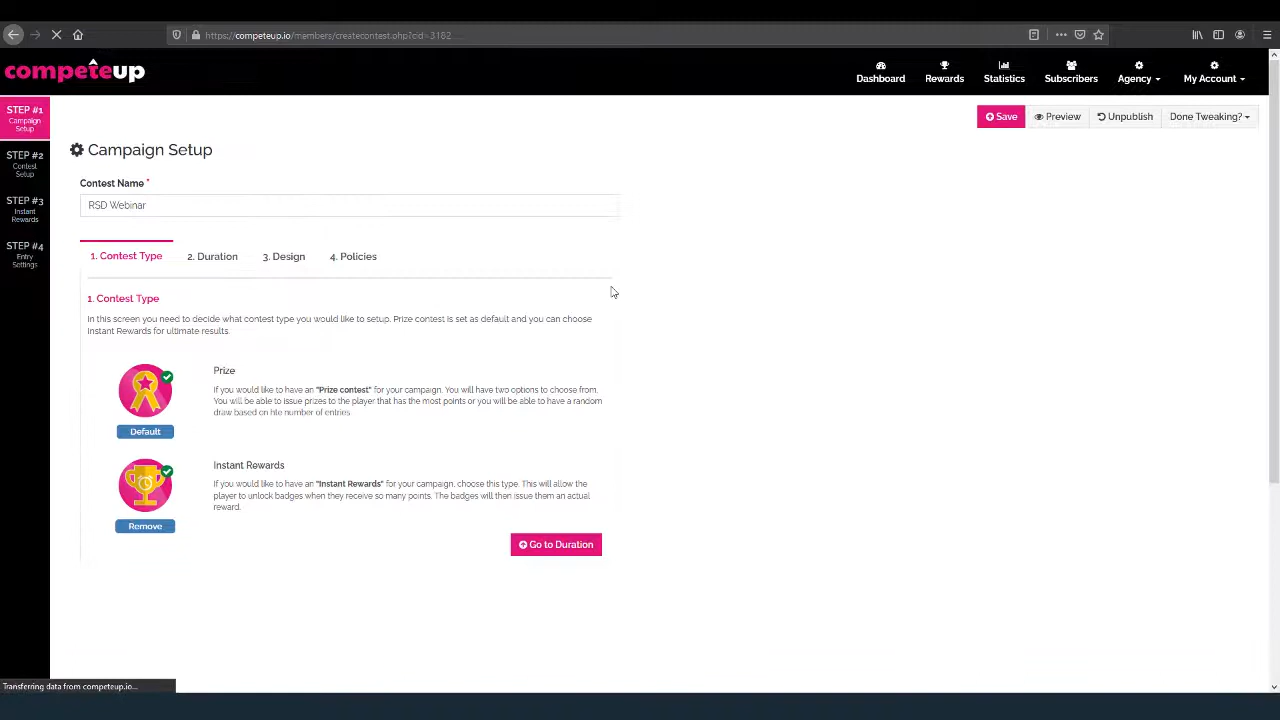 https://competeup.io/members/createcontest.php?cid=3182...
competeup
Dashboard
Rewards
Statistics
Subscribers
Agency
My Account
STEP #1
Campaign
Setup
STEP #2
Contest
Setup
STEP #3
Instant
Rewards
STEP #4
Entry
Settings
Save
Preview
Unpublish
Done Tweaking?
Campaign Setup
Contest Name *
RSD Webinar
1. Contest Type
2. Duration
3. Design
4. Policies
1. Contest Type
In this screen you need to decide what contest type you would like to setup. Prize contest is set as default and you can choose
Instant Rewards for ultimate results.
Prize
If you would like to have an "Prize contest" for your campaign. You will have two options to choose from.
You will be able to issue prizes to the player that has the most points or you will be able to have a random
draw based on hte number of entries.
Default
Instant Rewards
If you would like to have an "Instant Rewards" for your campaign, choose this type. This will allow the
player to unlock badges when they receive so many points. The badges will then issue them an actual
reward.
Remove
Go to Duration
Transferring data from competeup.io...